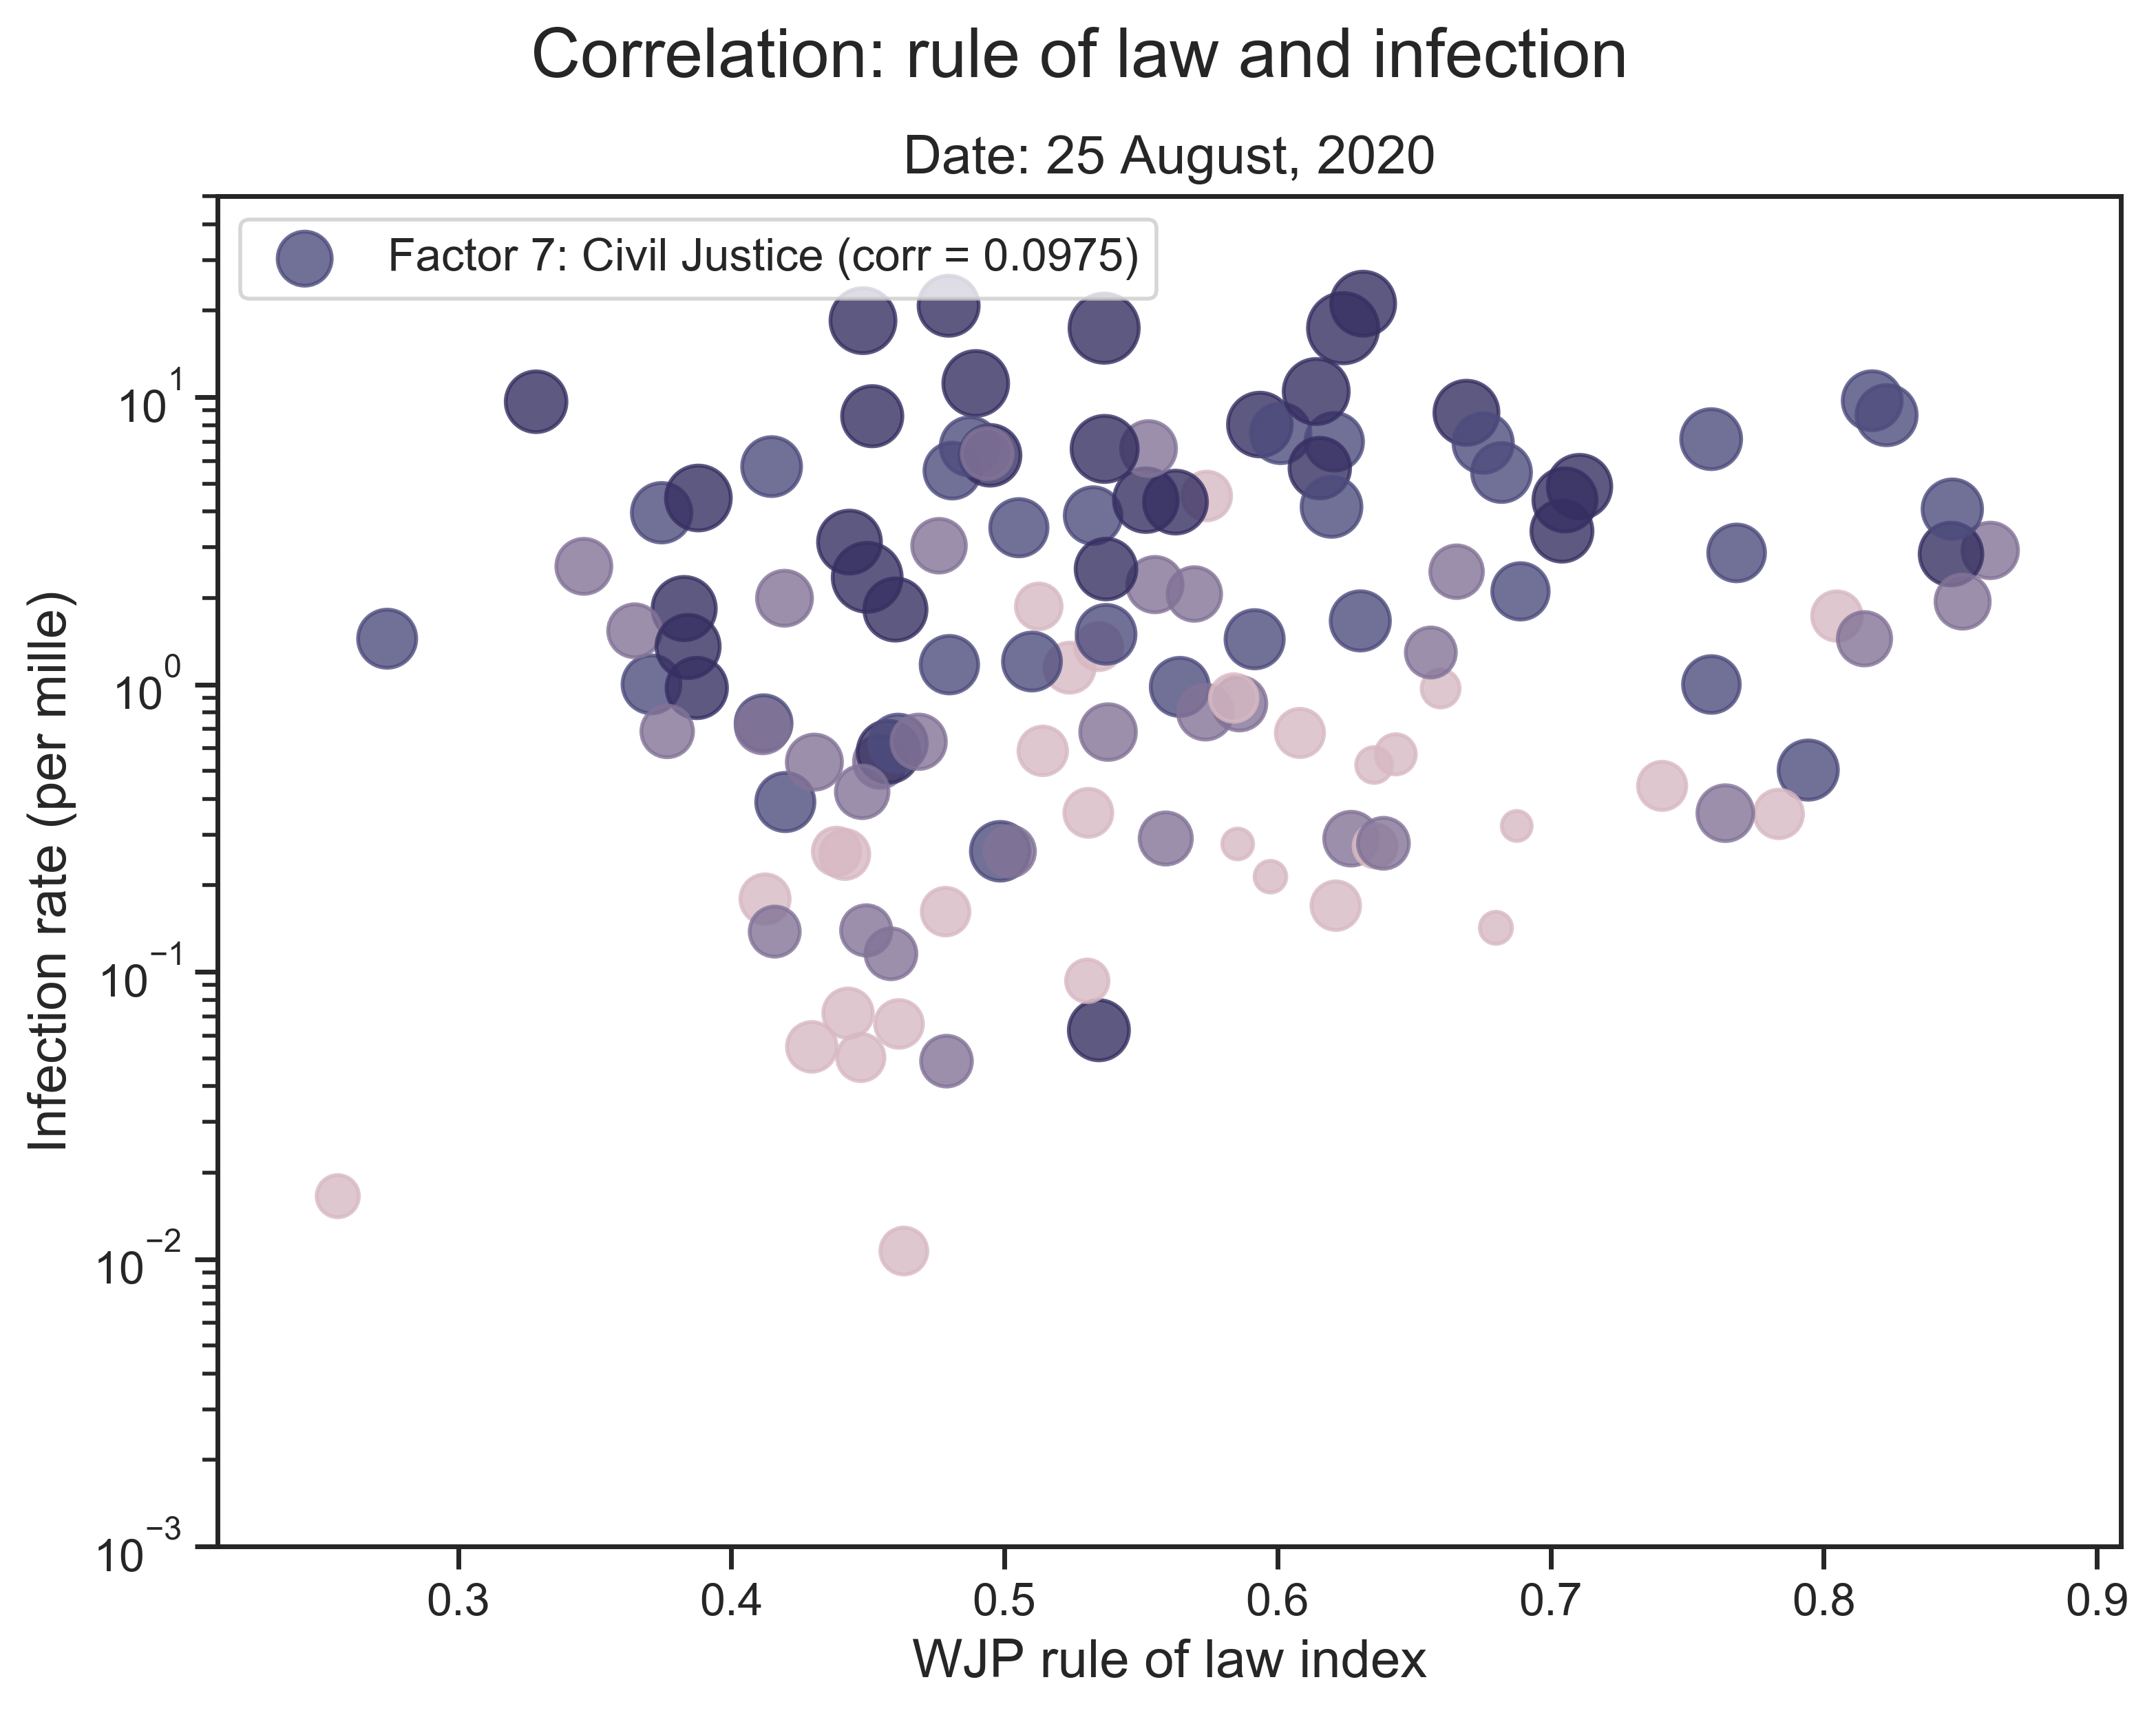 Correlation: rule of law and infection
Date: 25 August, 2020
Factor 7: Civil Justice (corr = 0.0975)
Infection rate (per mille)
10^1
10^0
10^−1
10^−2
10^−3
0.3 0.4 0.5 0.6 0.7 0.8 0.9
WJP rule of law index